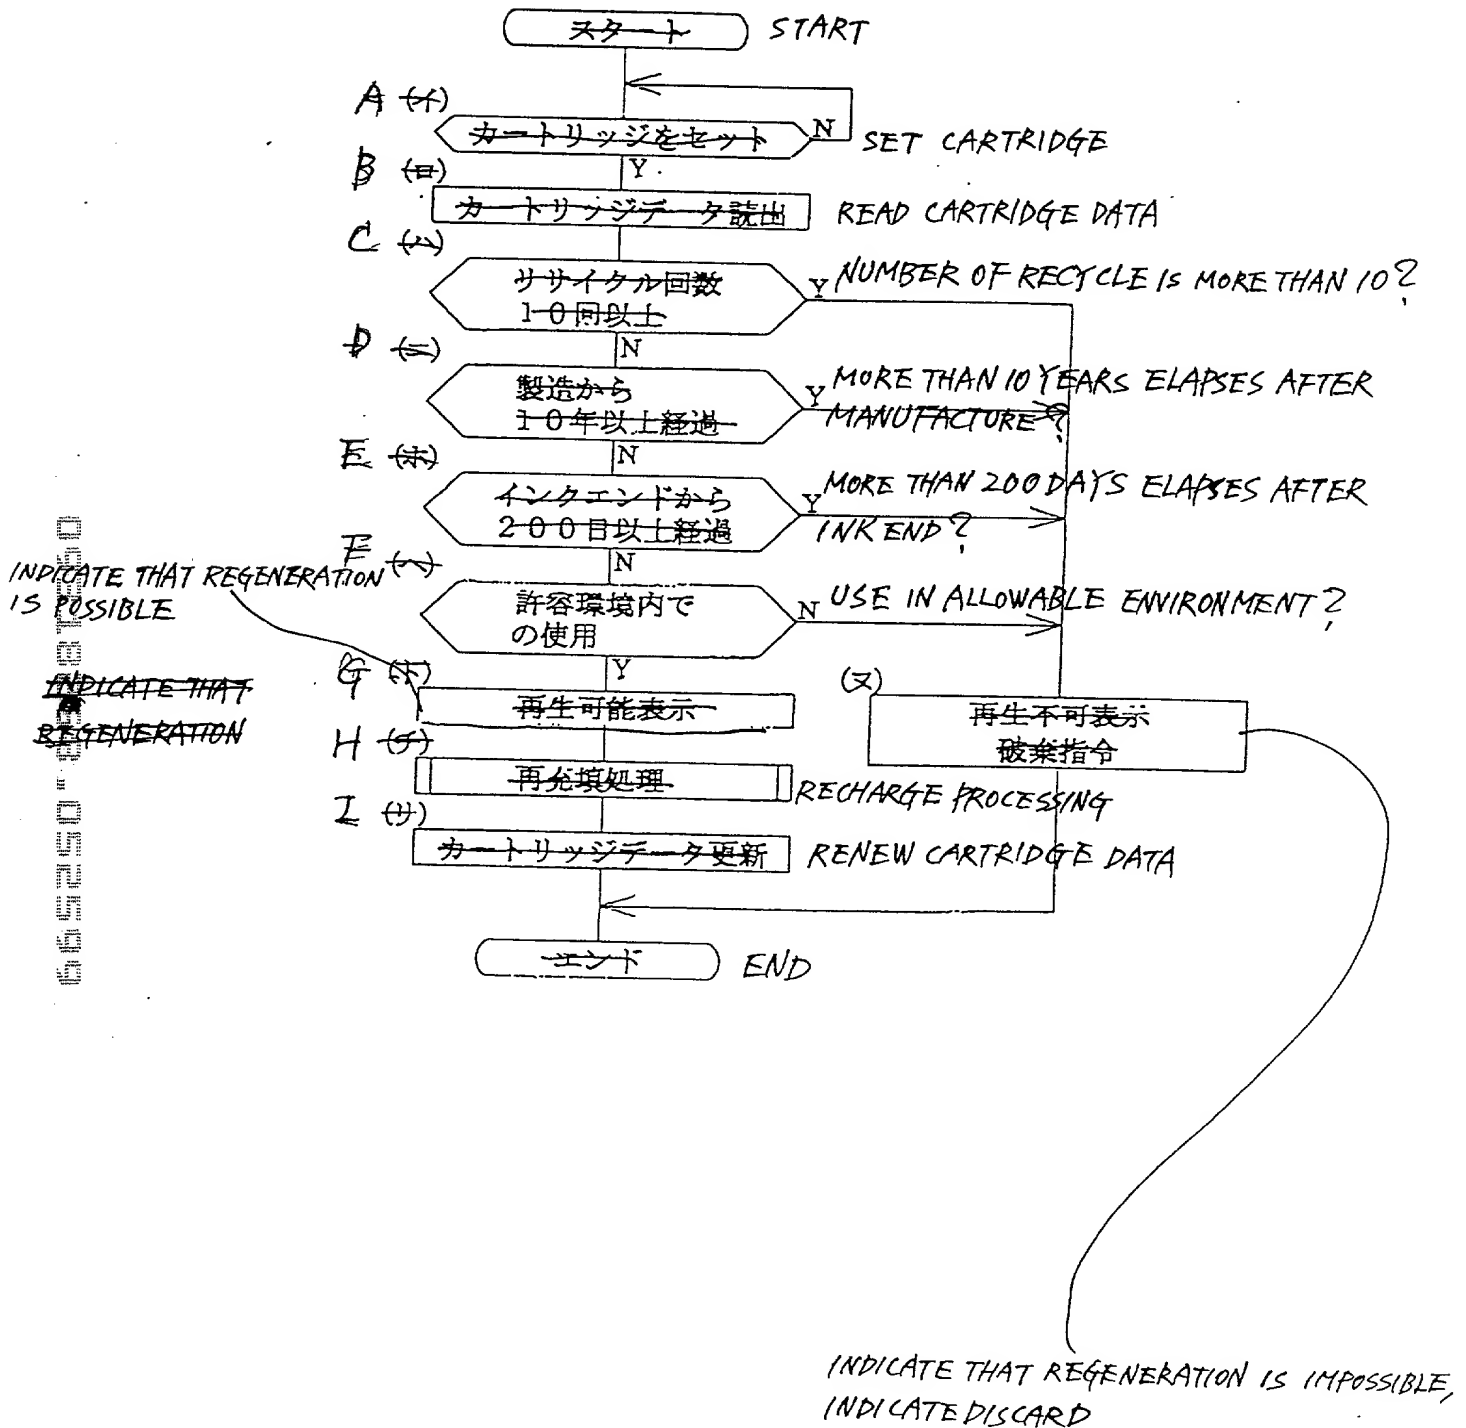 スタート START
A (イ)
カートリッジをセット N SET CARTRIDGE
B (ロ) Y
カートリッジデータ読出 READ CARTRIDGE DATA
C (ハ)
リサイクル回数 Y NUMBER OF RECYCLE IS MORE THAN 10?
10回以上
D (ニ) N
製造から Y MORE THAN 10 YEARS ELAPSES AFTER
10年以上経過 MANUFACTURE?
E (ホ) N
インクエンドから Y MORE THAN 200 DAYS ELAPSES AFTER
200日以上経過 INK END?
F (ヘ) N
INDICATE THAT REGENERATION
IS POSSIBLE
許容環境内で N USE IN ALLOWABLE ENVIRONMENT?
の使用
G (ト) Y (ヌ)
INDICATE THAT
REGENERATION
再生可能表示 再生不可表示
破棄指令
H (チ)
再充填処理 RECHARGE PROCESSING
I (リ)
カートリッジデータ更新 RENEW CARTRIDGE DATA
エンド END
INDICATE THAT REGENERATION IS IMPOSSIBLE,
INDICATE DISCARD